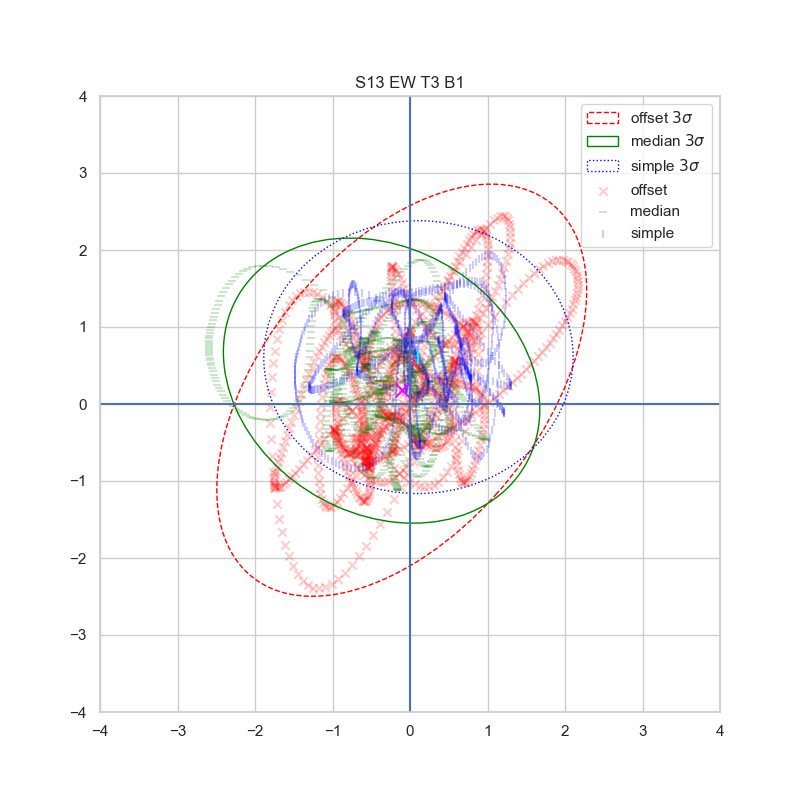 S13 EW T3 B1
offset 3σ
median 3σ
simple 3σ
offset
median
simple
4
3
2
1
0
−1
−2
−3
−4
−4 −3 −2 −1 0 1 2 3 4